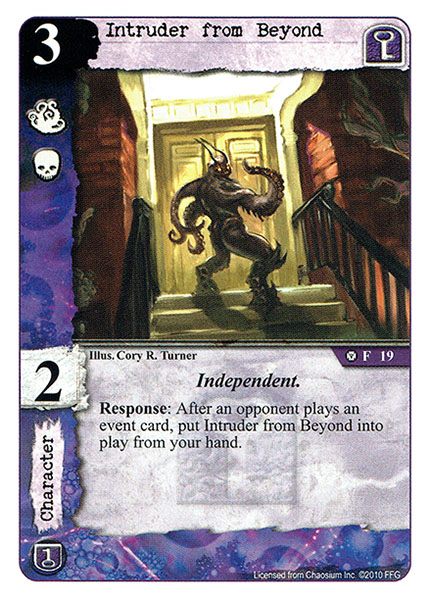 3
Intruder from Beyond
Illus. Cory R. Turner
F 19
2
Independent.
Response: After an opponent plays an
event card, put Intruder from Beyond into
play from your hand.
Character
1
Licensed from Chaosium Inc. ©2010 FFG